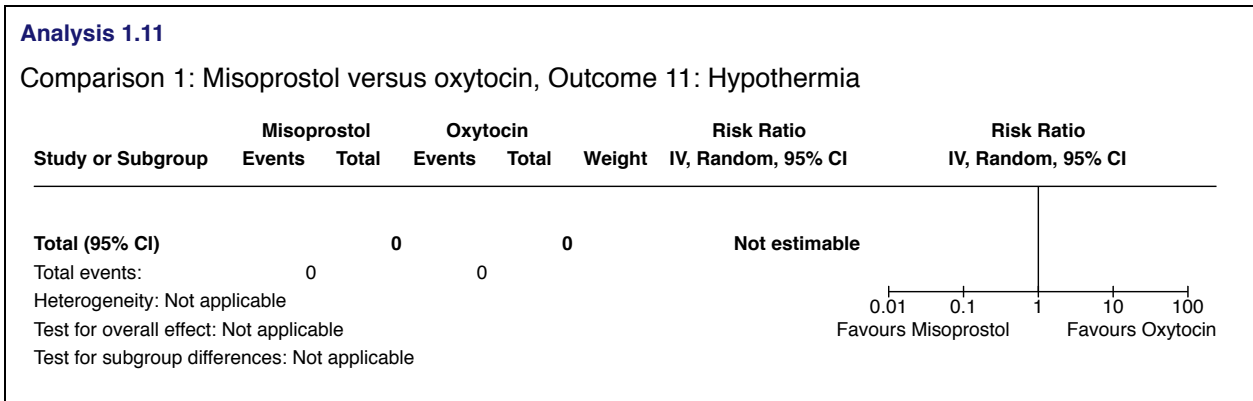 Analysis 1.11
Comparison 1: Misoprostol versus oxytocin, Outcome 11: Hypothermia
Misoprostol Oxytocin Risk Ratio Risk Ratio
Study or Subgroup Events Total Events Total Weight IV, Random, 95% CI IV, Random, 95% CI
Total (95% CI) 0 0 Not estimable
Total events: 0 0
Heterogeneity: Not applicable
0.01 0.1 1 10 100
Test for overall effect: Not applicable Favours Misoprostol Favours Oxytocin
Test for subgroup differences: Not applicable